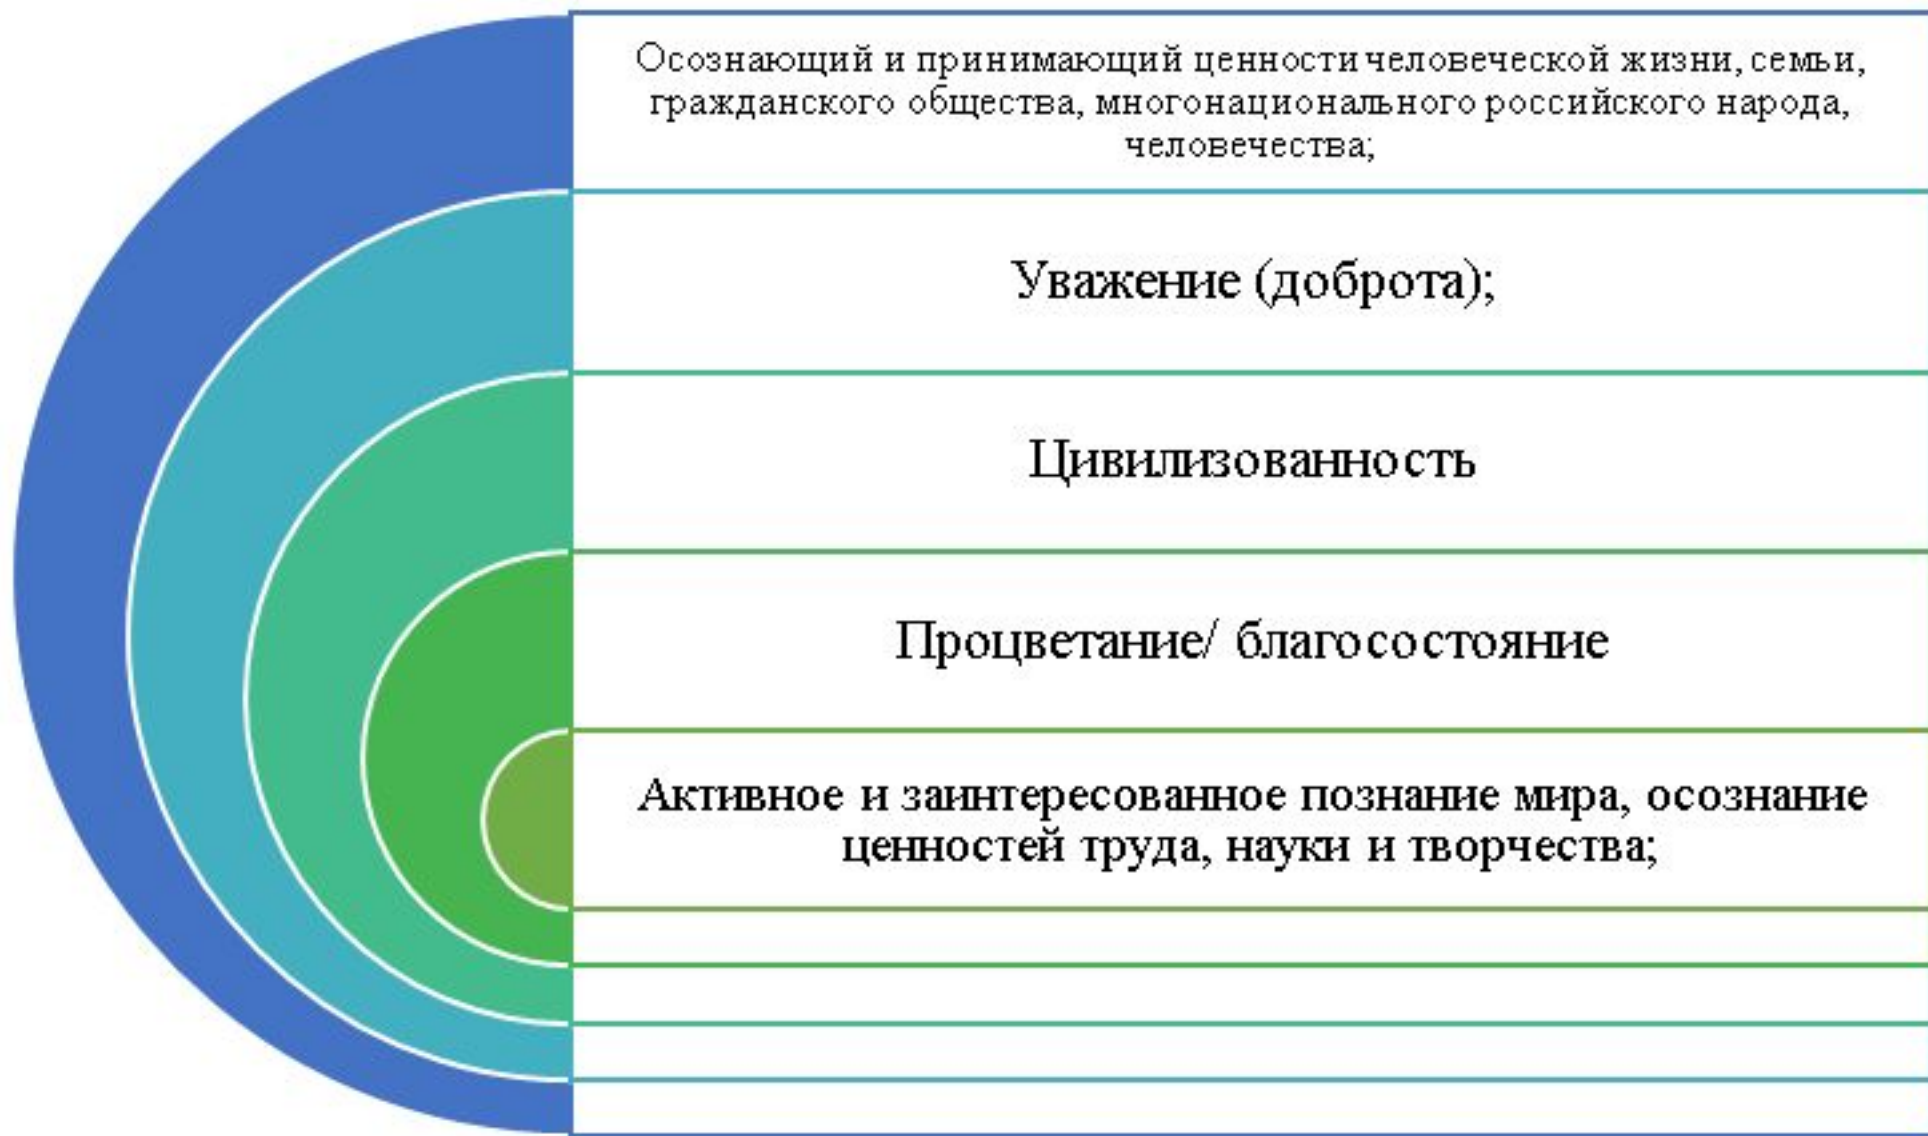 Осознающий и принимающий ценности человеческой жизни, семьи,
гражданского общества, многонационального российского народа,
человечества;
Уважение (доброта);
Цивилизованность
Процветание/ благосостояние
Активное и заинтересованное познание мира, осознание
ценностей труда, науки и творчества;